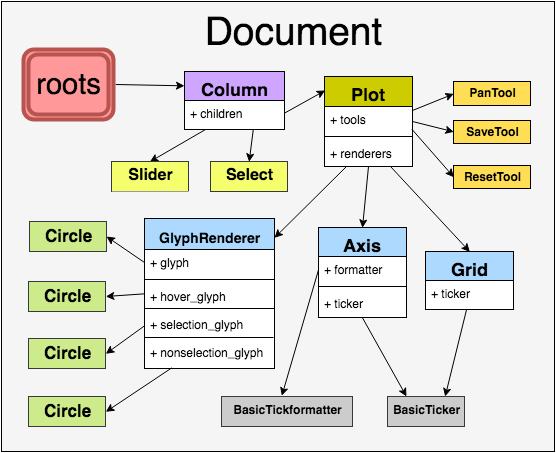 Document
roots
Column
+ children
Plot
+ tools
+ renderers
PanTool
SaveTool
ResetTool
Slider
Select
Circle
Circle
Circle
Circle
GlyphRenderer
+ glyph
+ hover_glyph
+ selection_glyph
+ nonselection_glyph
Axis
+ formatter
+ ticker
Grid
+ ticker
BasicTickformatter
BasicTicker